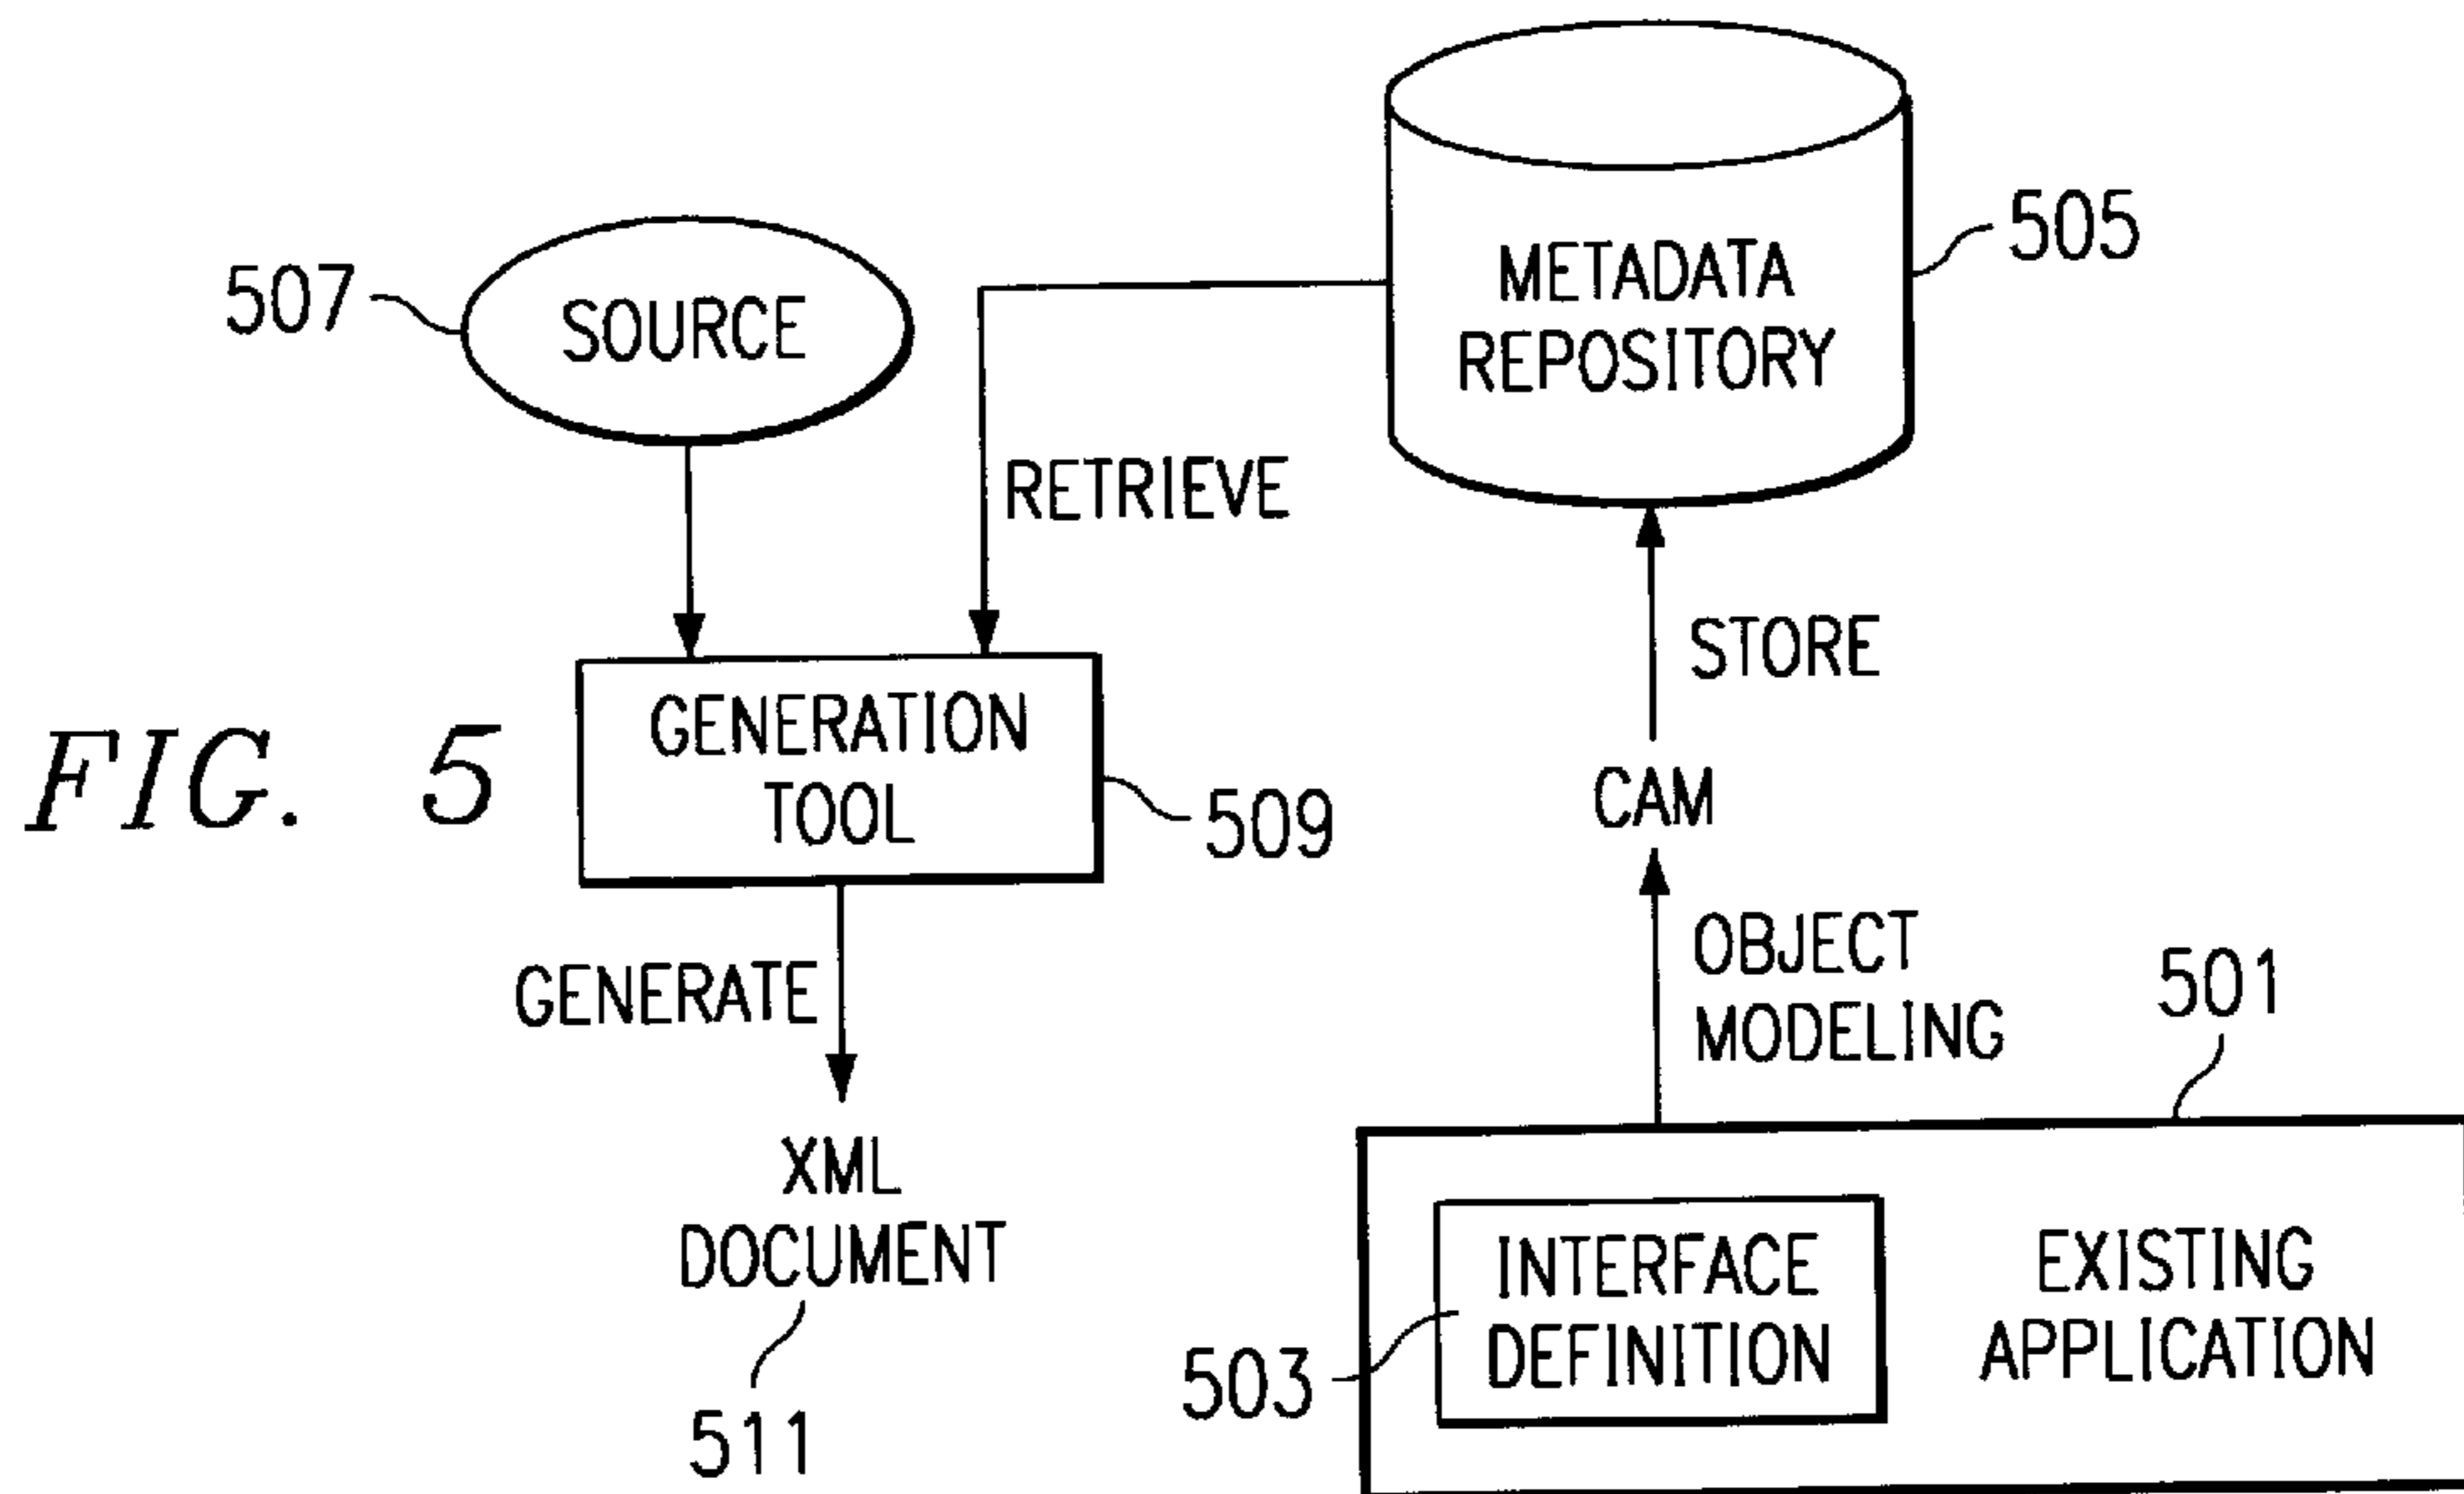 505
METADATA
REPOSITORY
507
SOURCE
RETRIEVE
STORE
GENERATION
TOOL
FIG. 5
509
CAM
OBJECT
MODELING
GENERATE
501
XML
DOCUMENT
INTERFACE
DEFINITION
EXISTING
APPLICATION
503
511